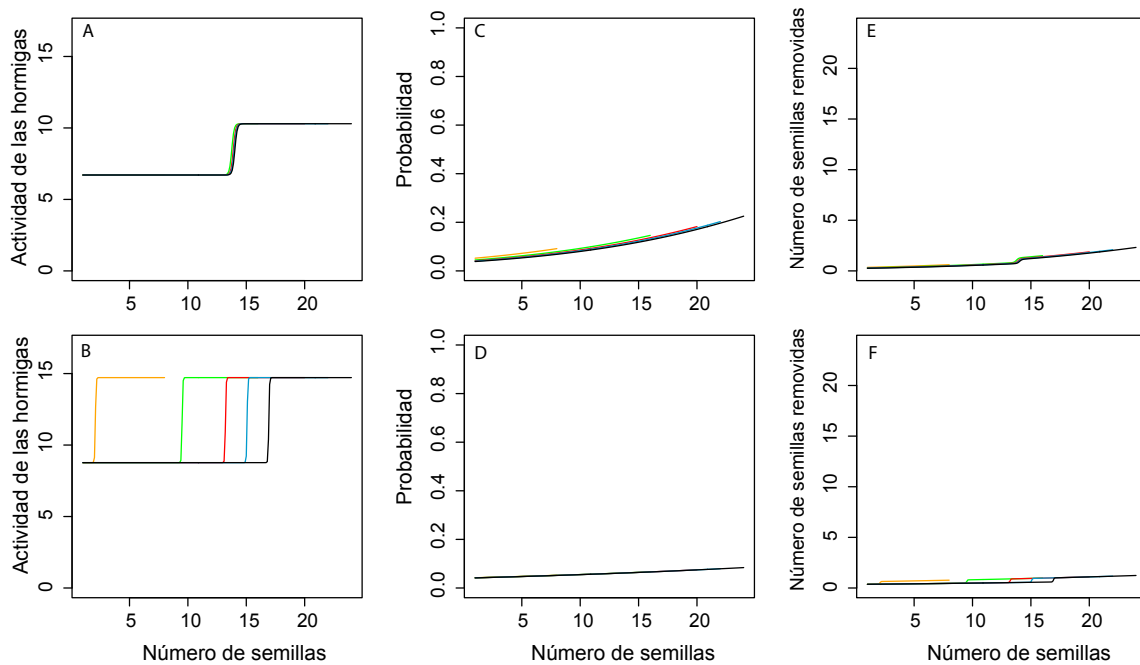 A
Actividad de las hormigas
0 5 10 15
5 10 15 20
C
Probabilidad
0.0 0.2 0.4 0.6 0.8 1.0
5 10 15 20
E
Número de semillas removidas
0 5 10 15 20
5 10 15 20
B
Actividad de las hormigas
0 5 10 15
5 10 15 20
Número de semillas
D
Probabilidad
0.0 0.2 0.4 0.6 0.8 1.0
5 10 15 20
Número de semillas
F
Número de semillas removidas
0 5 10 15 20
5 10 15 20
Número de semillas